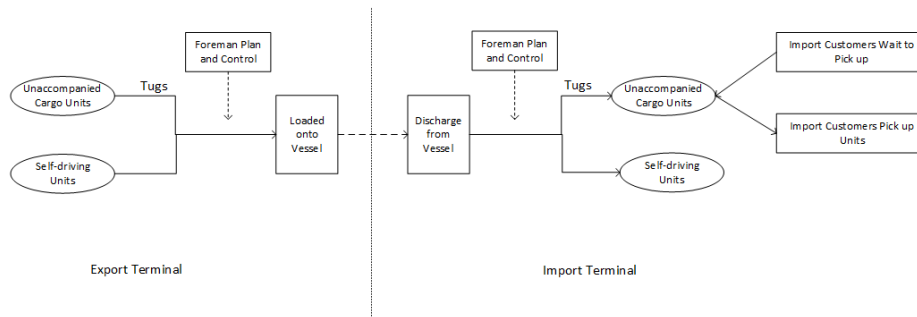 Foreman Plan
and Control
Unaccompanied
Cargo Units
Tugs
Loaded
onto
Vessel
Self-driving
Units
Export Terminal
Foreman Plan
and Control
Discharge
from
Vessel
Tugs
Unaccompanied
Cargo Units
Self-driving
Units
Import Customers Wait to
Pick up
Import Customers Pick up
Units
Import Terminal